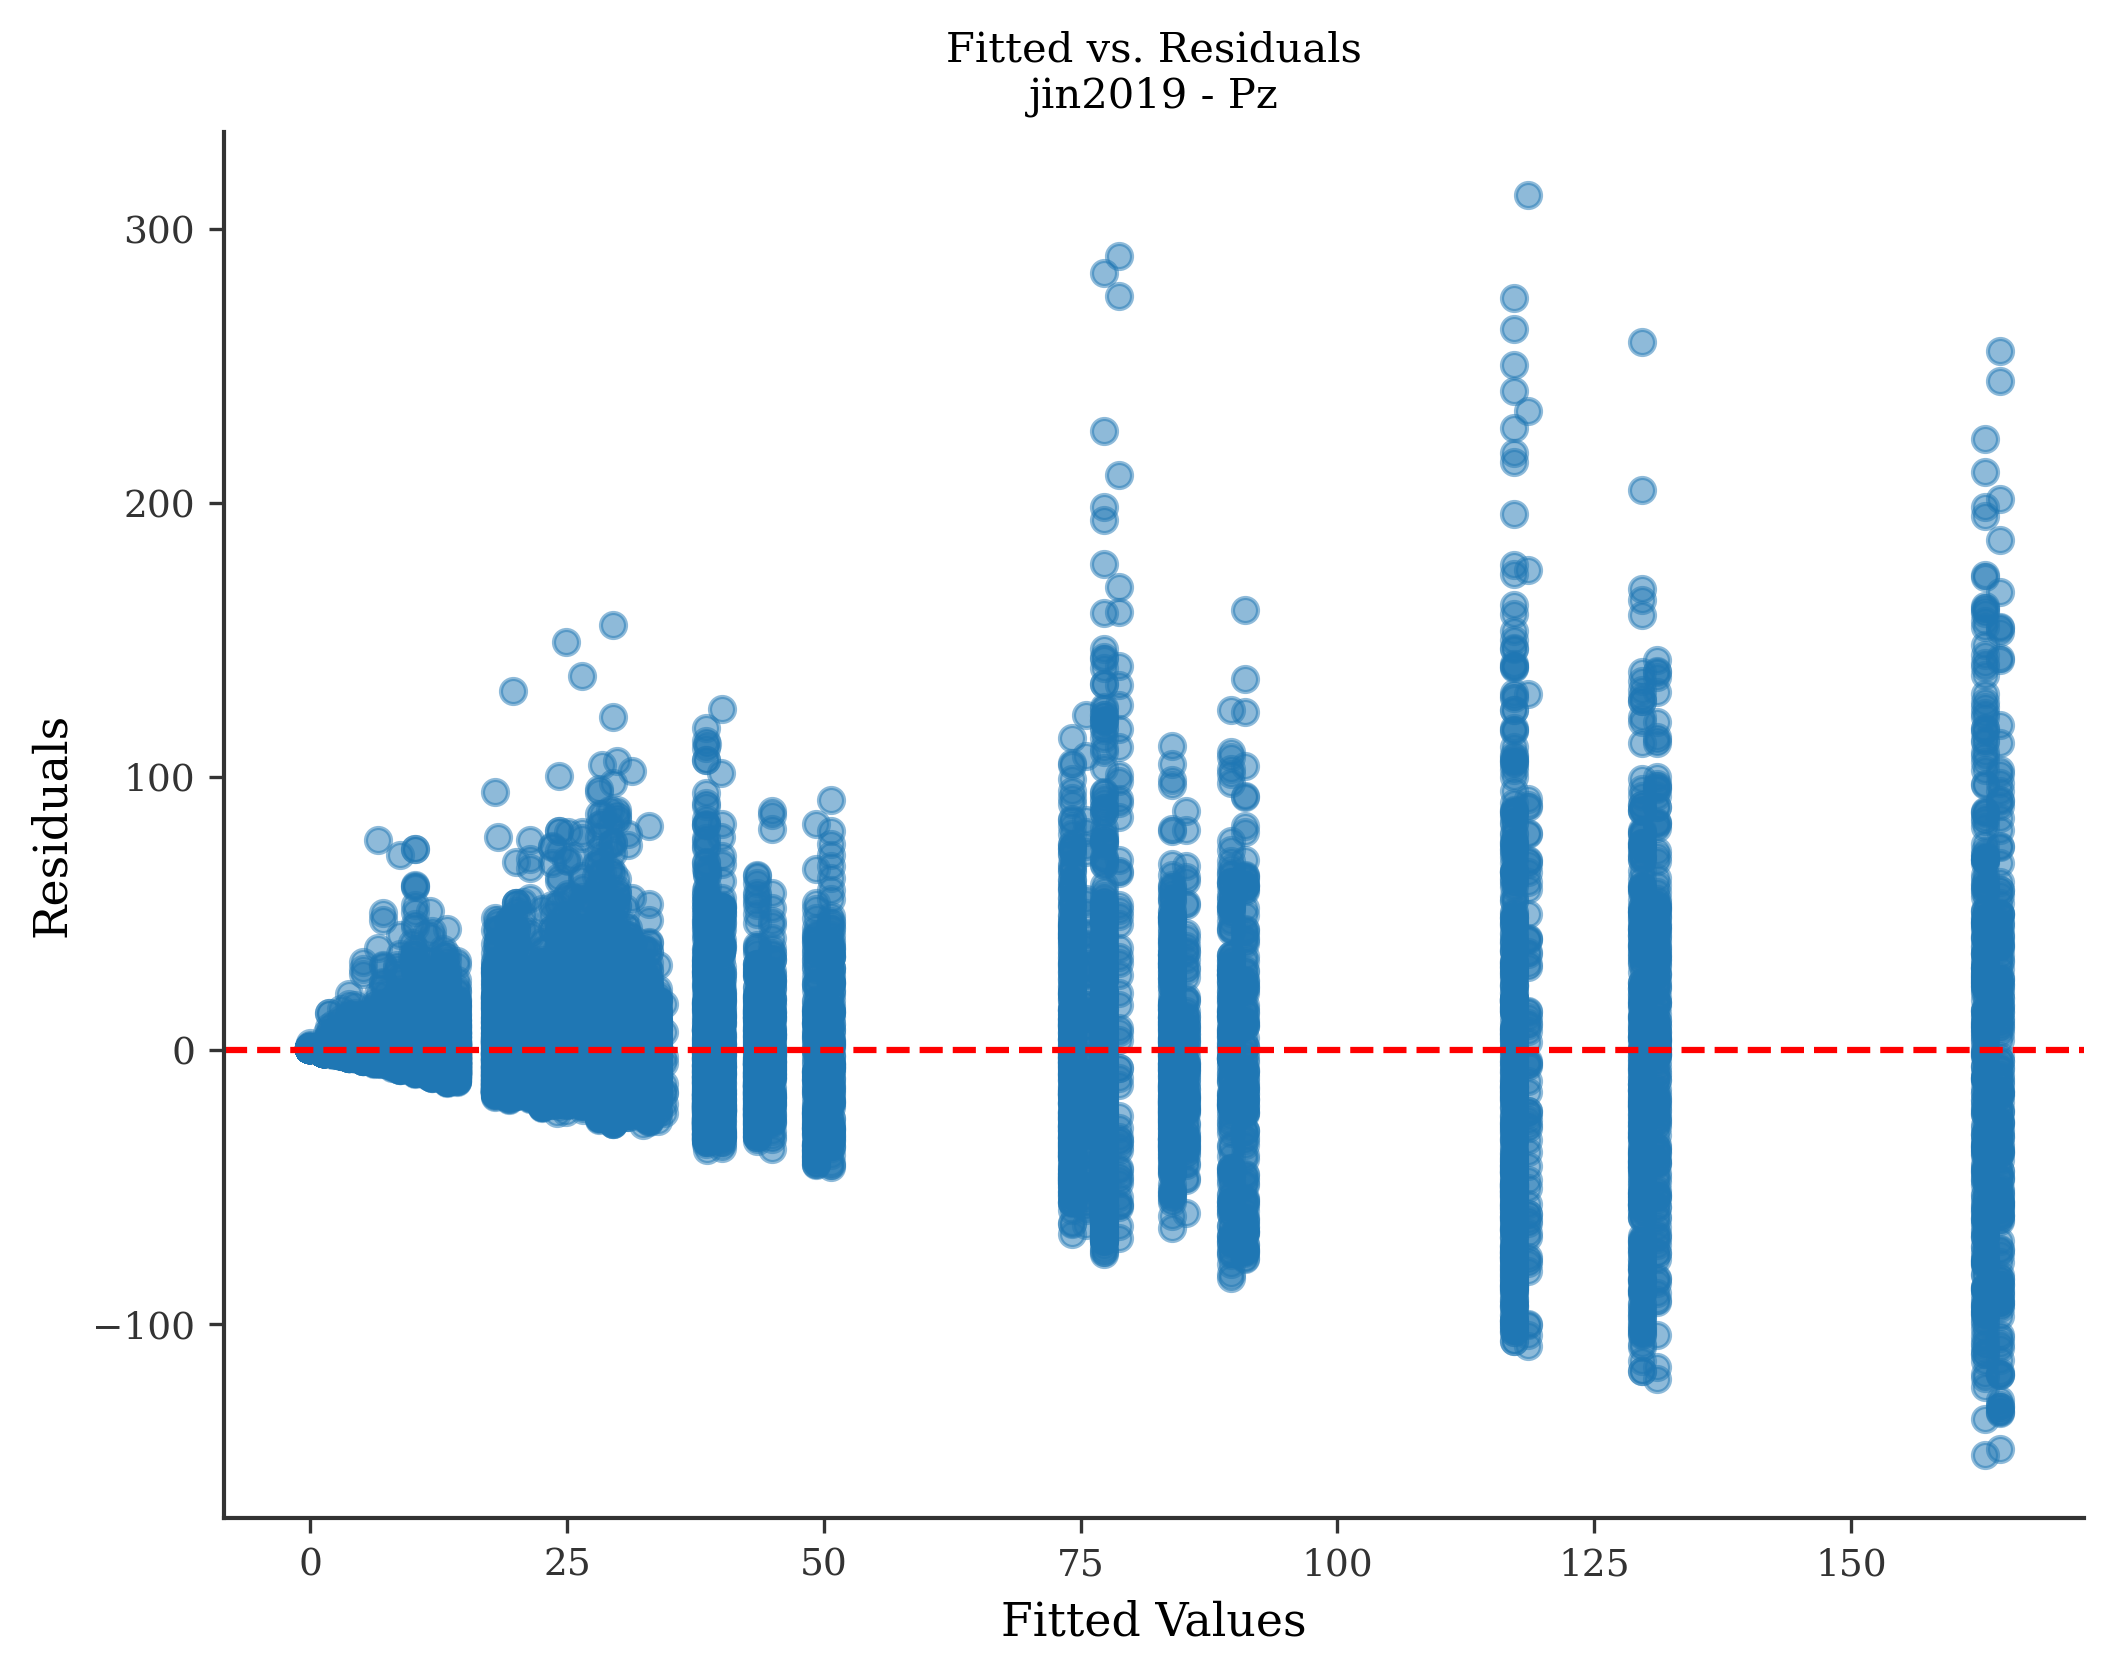 Fitted vs. Residuals
jin2019 - Pz
Residuals
300
200
100
0
−100
0 25 50 75 100 125 150
Fitted Values